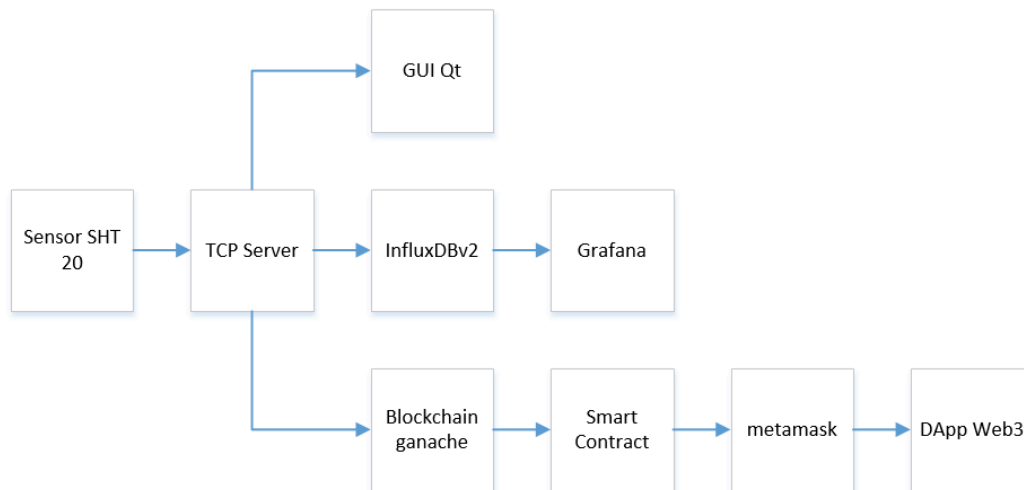 GUI Qt
Sensor SHT
20
TCP Server
InfluxDBv2
Grafana
Blockchain
ganache
Smart
Contract
metamask
DApp Web3